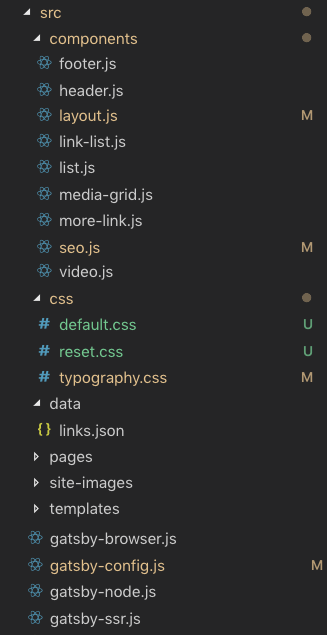 src
components
footer.js
header.js
layout.js M
link-list.js
list.js
media-grid.js
more-link.js
seo.js M
video.js
css
# default.css U
# reset.css U
# typography.css M
data
{} links.json
pages
site-images
templates
gatsby-browser.js
gatsby-config.js M
gatsby-node.js
gatsby-ssr.js